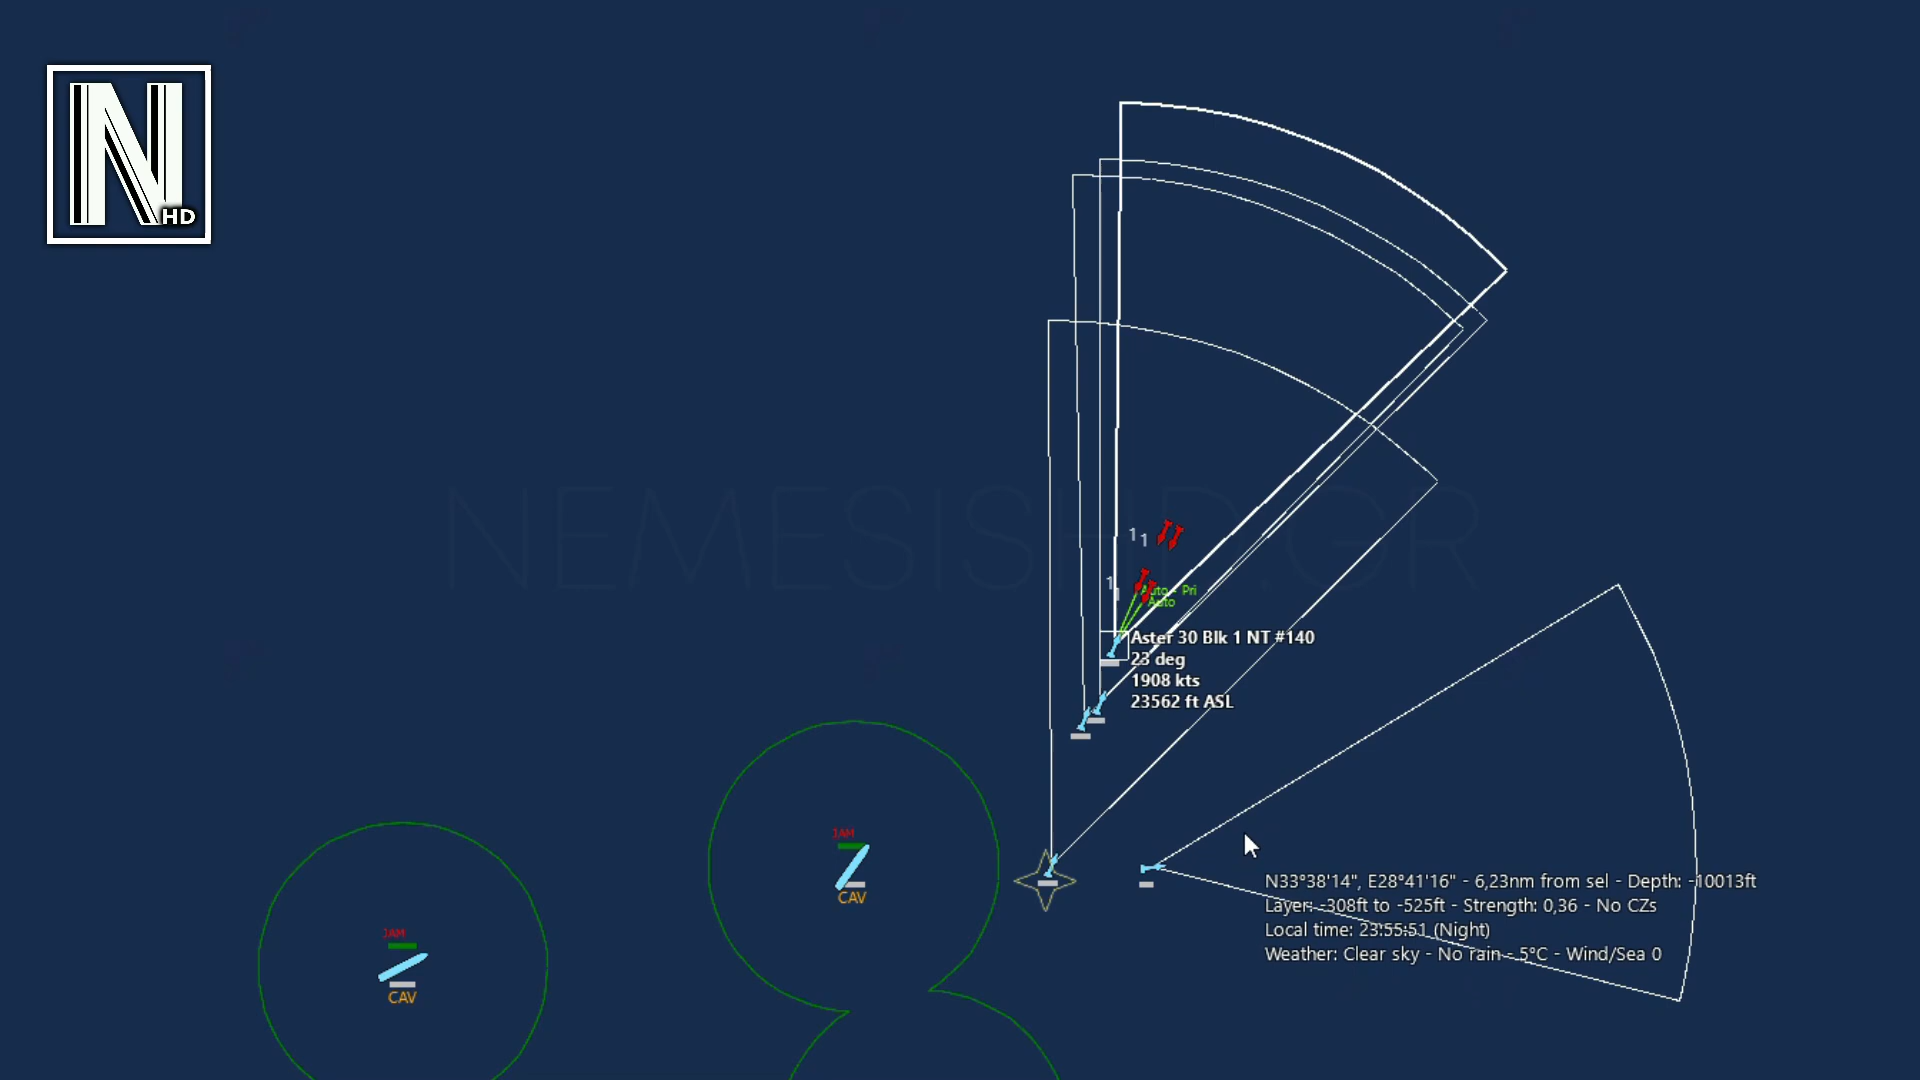 N
HD
NEMESISHD.GR
1
1
1
Auto - Pri
Auto
Aster 30 Blk 1 NT #140
23 deg
1908 kts
23562 ft ASL
JAM
CAV
JAM
CAV
N33°38'14", E28°41'16" - 6,23nm from sel - Depth: -10013ft
Layer: -308ft to -525ft - Strength: 0,36 - No CZs
Local time: 23:55:51 (Night)
Weather: Clear sky - No rain - 5°C - Wind/Sea 0